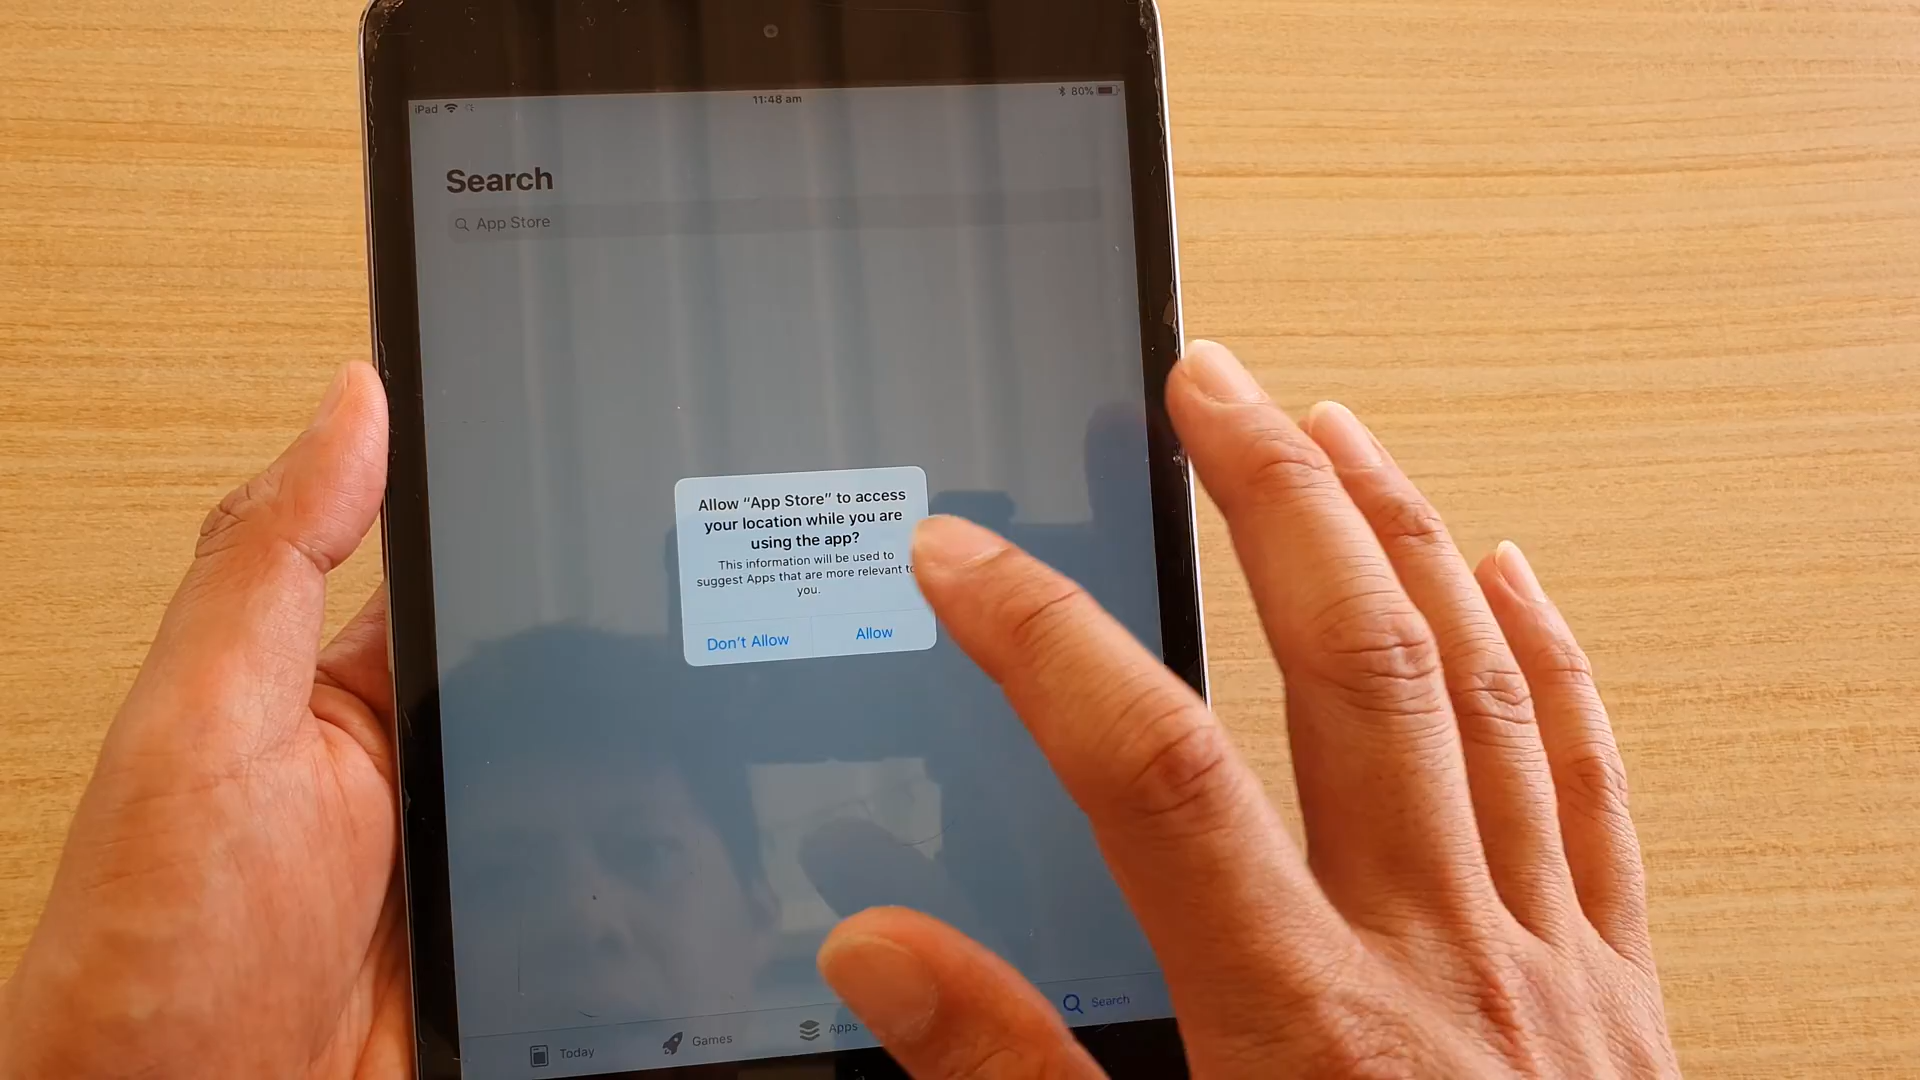 iPad
11:48 am
80%
Search
App Store
Allow “App Store” to access
your location while you are
using the app?
This information will be used to
suggest Apps that are more relevant to
you.
Don’t Allow
Allow
Today
Games
Apps
Search